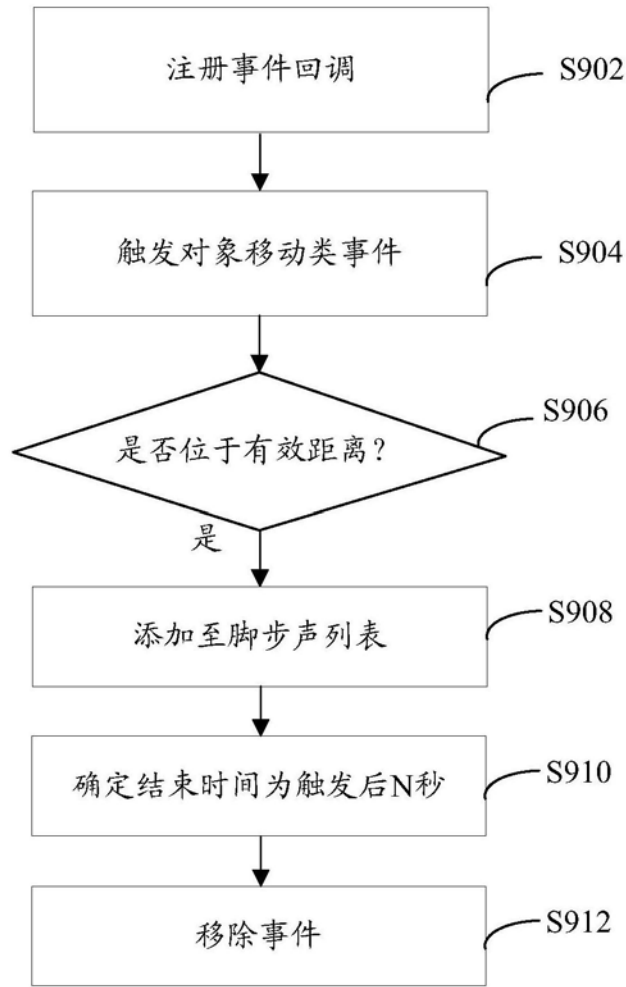 注册事件回调
S902
触发对象移动类事件
S904
是否位于有效距离?
S906
是
添加至脚步声列表
S908
确定结束时间为触发后N秒
S910
移除事件
S912